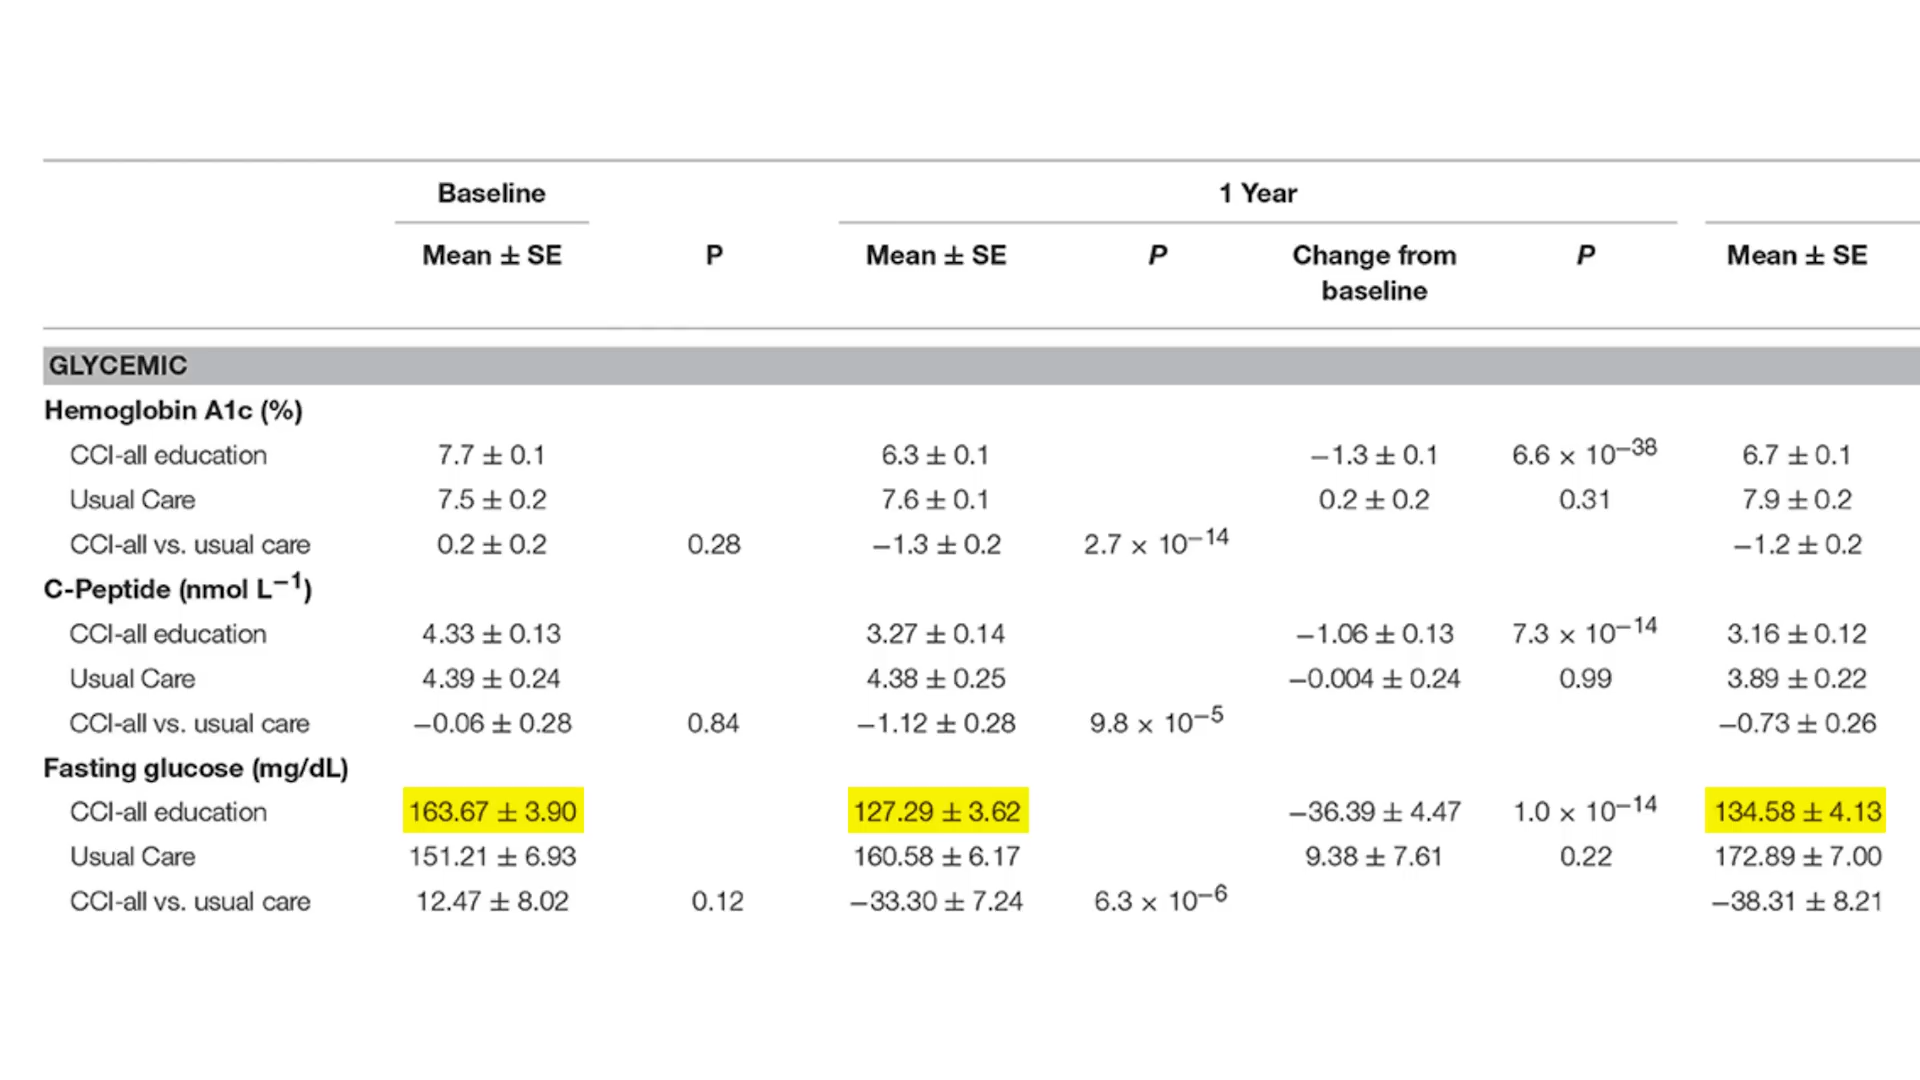 Baseline 1 Year
Mean ± SE P Mean ± SE P Change from baseline P Mean ± SE
GLYCEMIC
Hemoglobin A1c (%)
CCI-all education 7.7 ± 0.1 6.3 ± 0.1 −1.3 ± 0.1 6.6 × 10⁻³⁸ 6.7 ± 0.1
Usual Care 7.5 ± 0.2 7.6 ± 0.1 0.2 ± 0.2 0.31 7.9 ± 0.2
CCI-all vs. usual care 0.2 ± 0.2 0.28 −1.3 ± 0.2 2.7 × 10⁻¹⁴ −1.2 ± 0.2
C-Peptide (nmol L⁻¹)
CCI-all education 4.33 ± 0.13 3.27 ± 0.14 −1.06 ± 0.13 7.3 × 10⁻¹⁴ 3.16 ± 0.12
Usual Care 4.39 ± 0.24 4.38 ± 0.25 −0.004 ± 0.24 0.99 3.89 ± 0.22
CCI-all vs. usual care −0.06 ± 0.28 0.84 −1.12 ± 0.28 9.8 × 10⁻⁵ −0.73 ± 0.26
Fasting glucose (mg/dL)
CCI-all education 163.67 ± 3.90 127.29 ± 3.62 −36.39 ± 4.47 1.0 × 10⁻¹⁴ 134.58 ± 4.13
Usual Care 151.21 ± 6.93 160.58 ± 6.17 9.38 ± 7.61 0.22 172.89 ± 7.00
CCI-all vs. usual care 12.47 ± 8.02 0.12 −33.30 ± 7.24 6.3 × 10⁻⁶ −38.31 ± 8.21